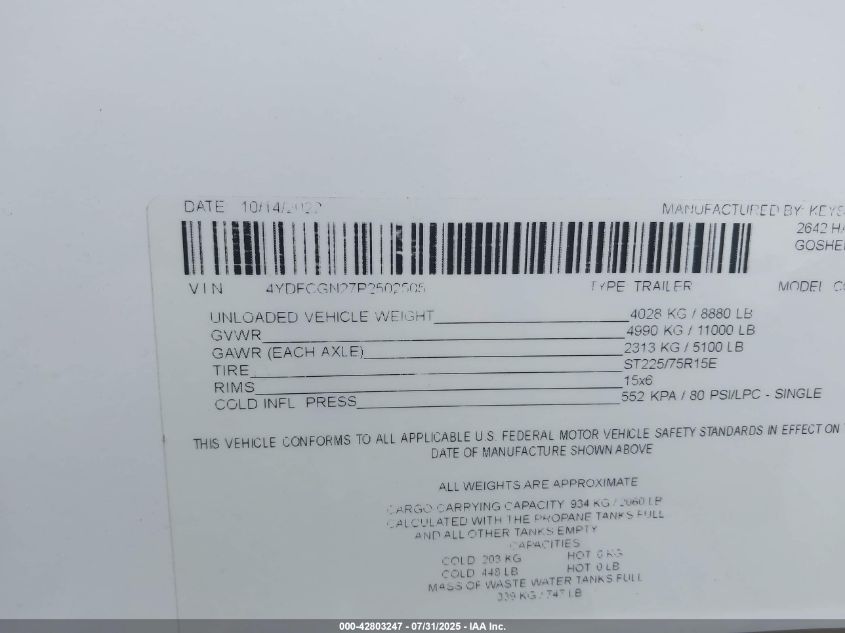 DATE 10/14/2022
MANUFACTURED BY: KEYS
2642 HA
GOSHE
VIN 4YDFCGN27P2502505
TYPE TRAILER
MODEL CO
UNLOADED VEHICLE WEIGHT 4028 KG / 8880 LB
GVWR 4990 KG / 11000 LB
GAWR (EACH AXLE) 2313 KG / 5100 LB
TIRE ST225/75R15E
RIMS 15x6
COLD INFL PRESS 552 KPA / 80 PSI/LPC - SINGLE
THIS VEHICLE CONFORMS TO ALL APPLICABLE U.S. FEDERAL MOTOR VEHICLE SAFETY STANDARDS IN EFFECT ON
DATE OF MANUFACTURE SHOWN ABOVE
ALL WEIGHTS ARE APPROXIMATE
CARGO CARRYING CAPACITY 934 KG / 2060 LB
CALCULATED WITH THE PROPANE TANKS FULL
AND ALL OTHER TANKS EMPTY
CAPACITIES
COLD 203 KG HOT 0 KG
COLD 448 LB HOT 0 LB
MASS OF WASTE WATER TANKS FULL
339 KG / 747 LB
000-42803247 - 07/31/2025 - IAA Inc.